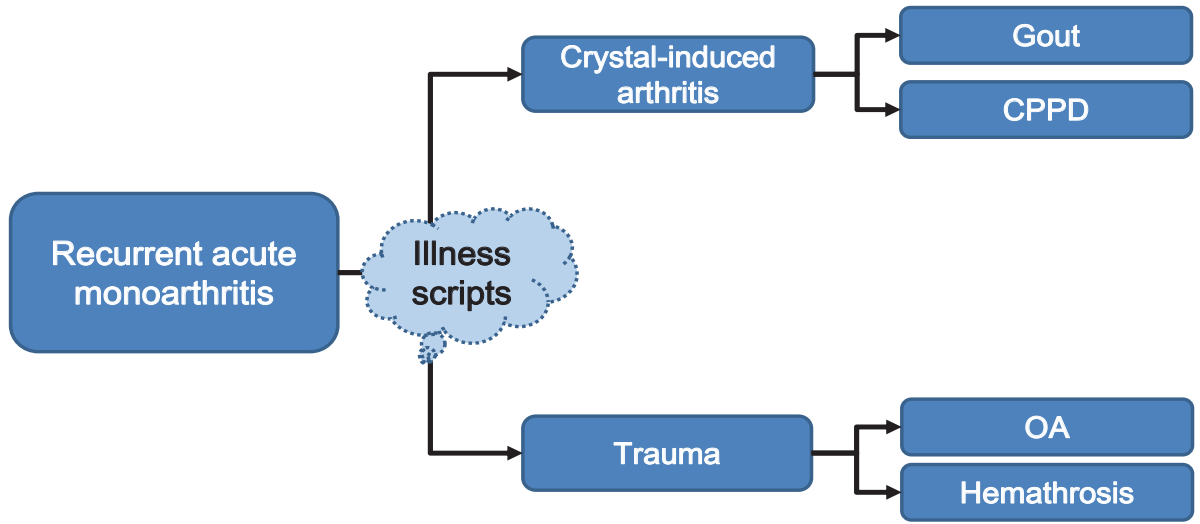 Recurrent acute
monoarthritis
Illness
scripts
Crystal-induced
arthritis
Gout
CPPD
Trauma
OA
Hemathrosis